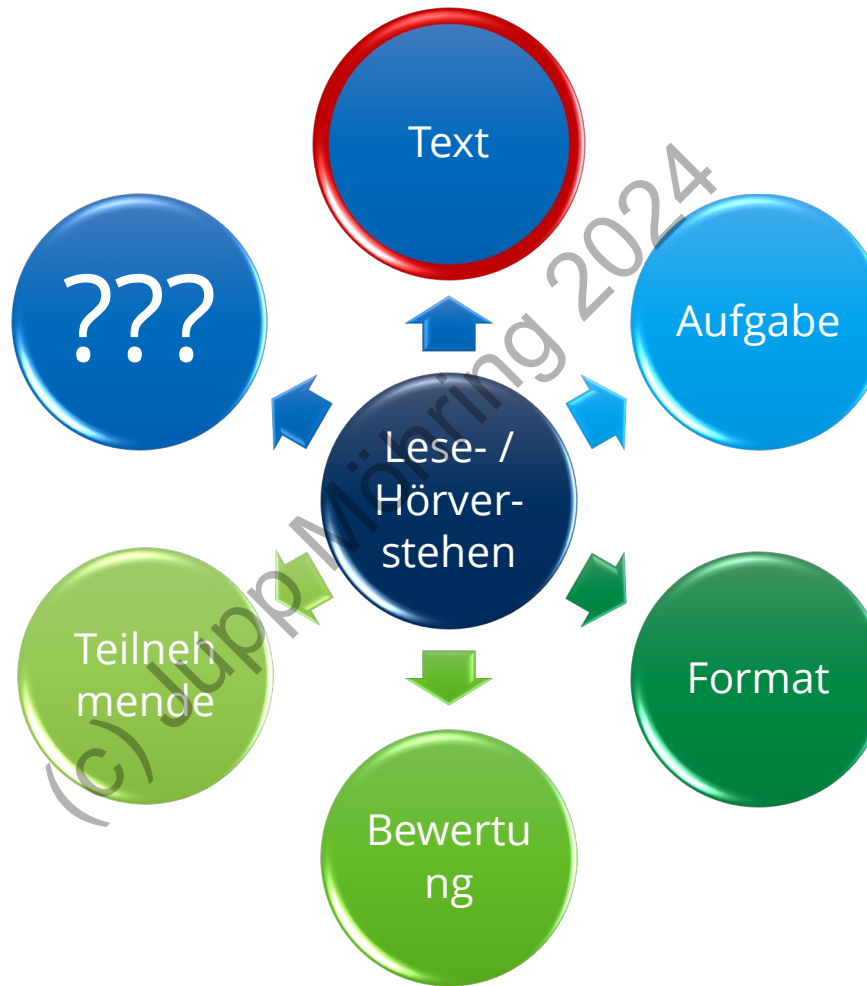 Text
???
Aufgabe
Lese- /
Hörver-
stehen
Teilneh
mende
Format
Bewertu
ng
(c) Jupp Möhring 2024